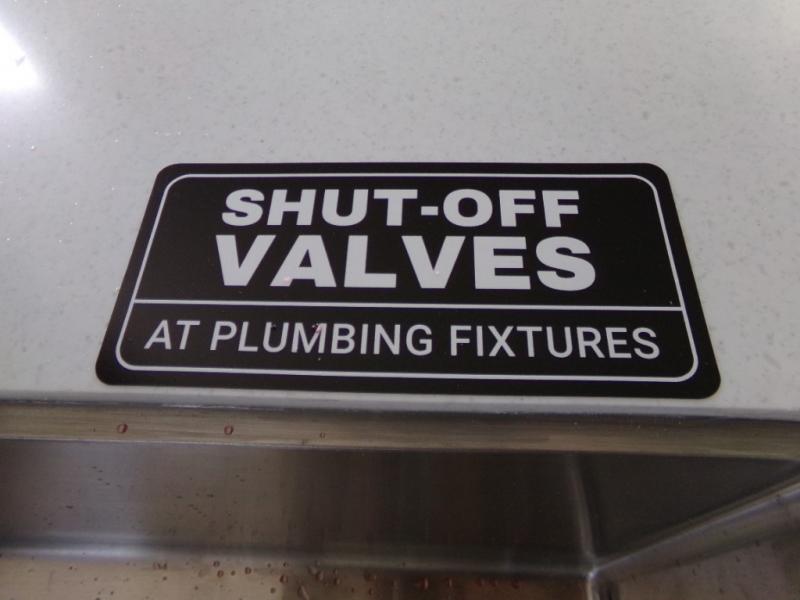 SHUT-OFF
VALVES
AT PLUMBING FIXTURES